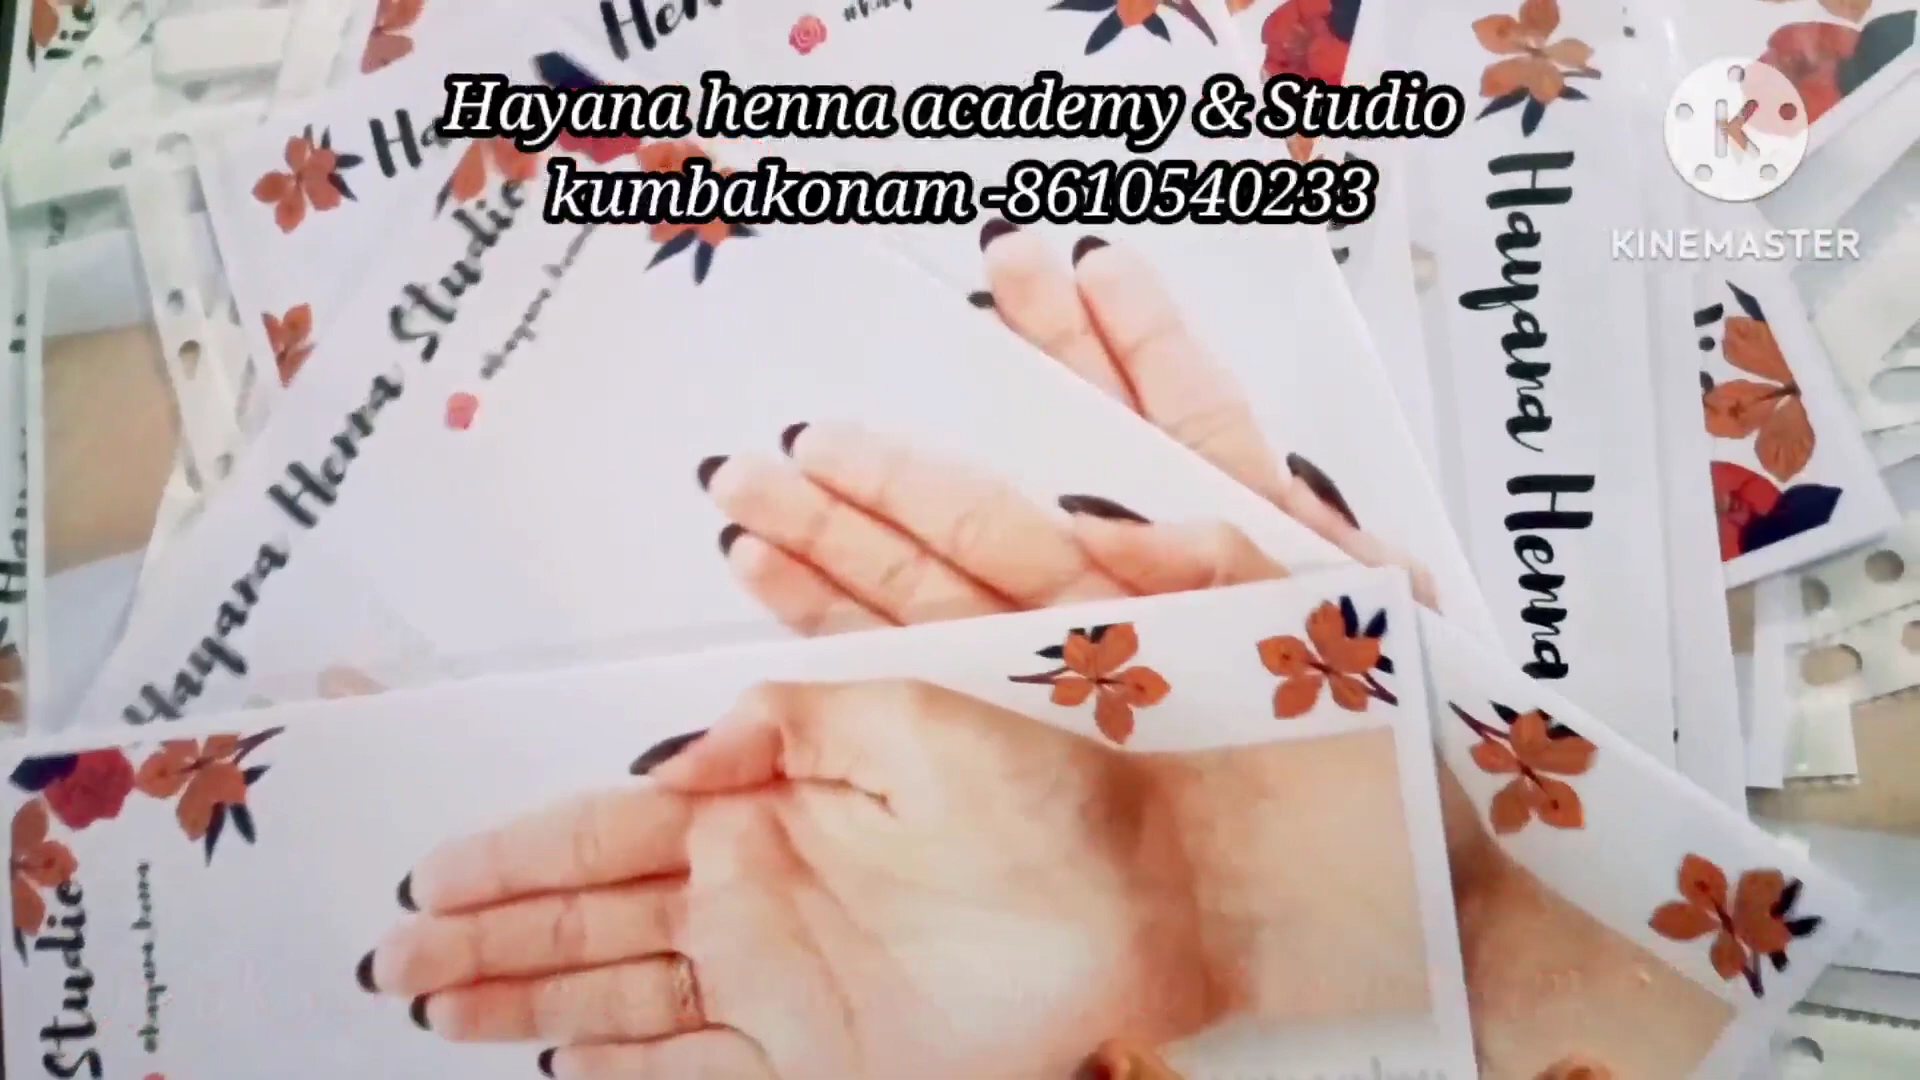 Hayana henna academy & Studio
kumbakonam -8610540233
K
KINEMASTER
Hayana Henna Studio
Hayana Henna
Studio